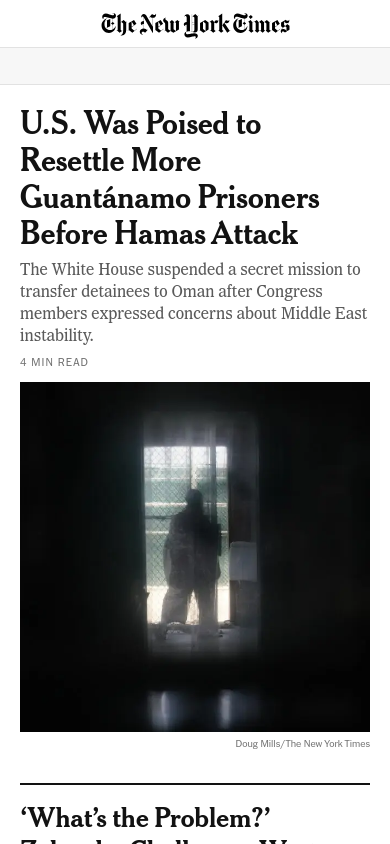 The New York Times
U.S. Was Poised to
Resettle More
Guantánamo Prisoners
Before Hamas Attack
The White House suspended a secret mission to
transfer detainees to Oman after Congress
members expressed concerns about Middle East
instability.
4 MIN READ
Doug Mills/The New York Times
‘What’s the Problem?’